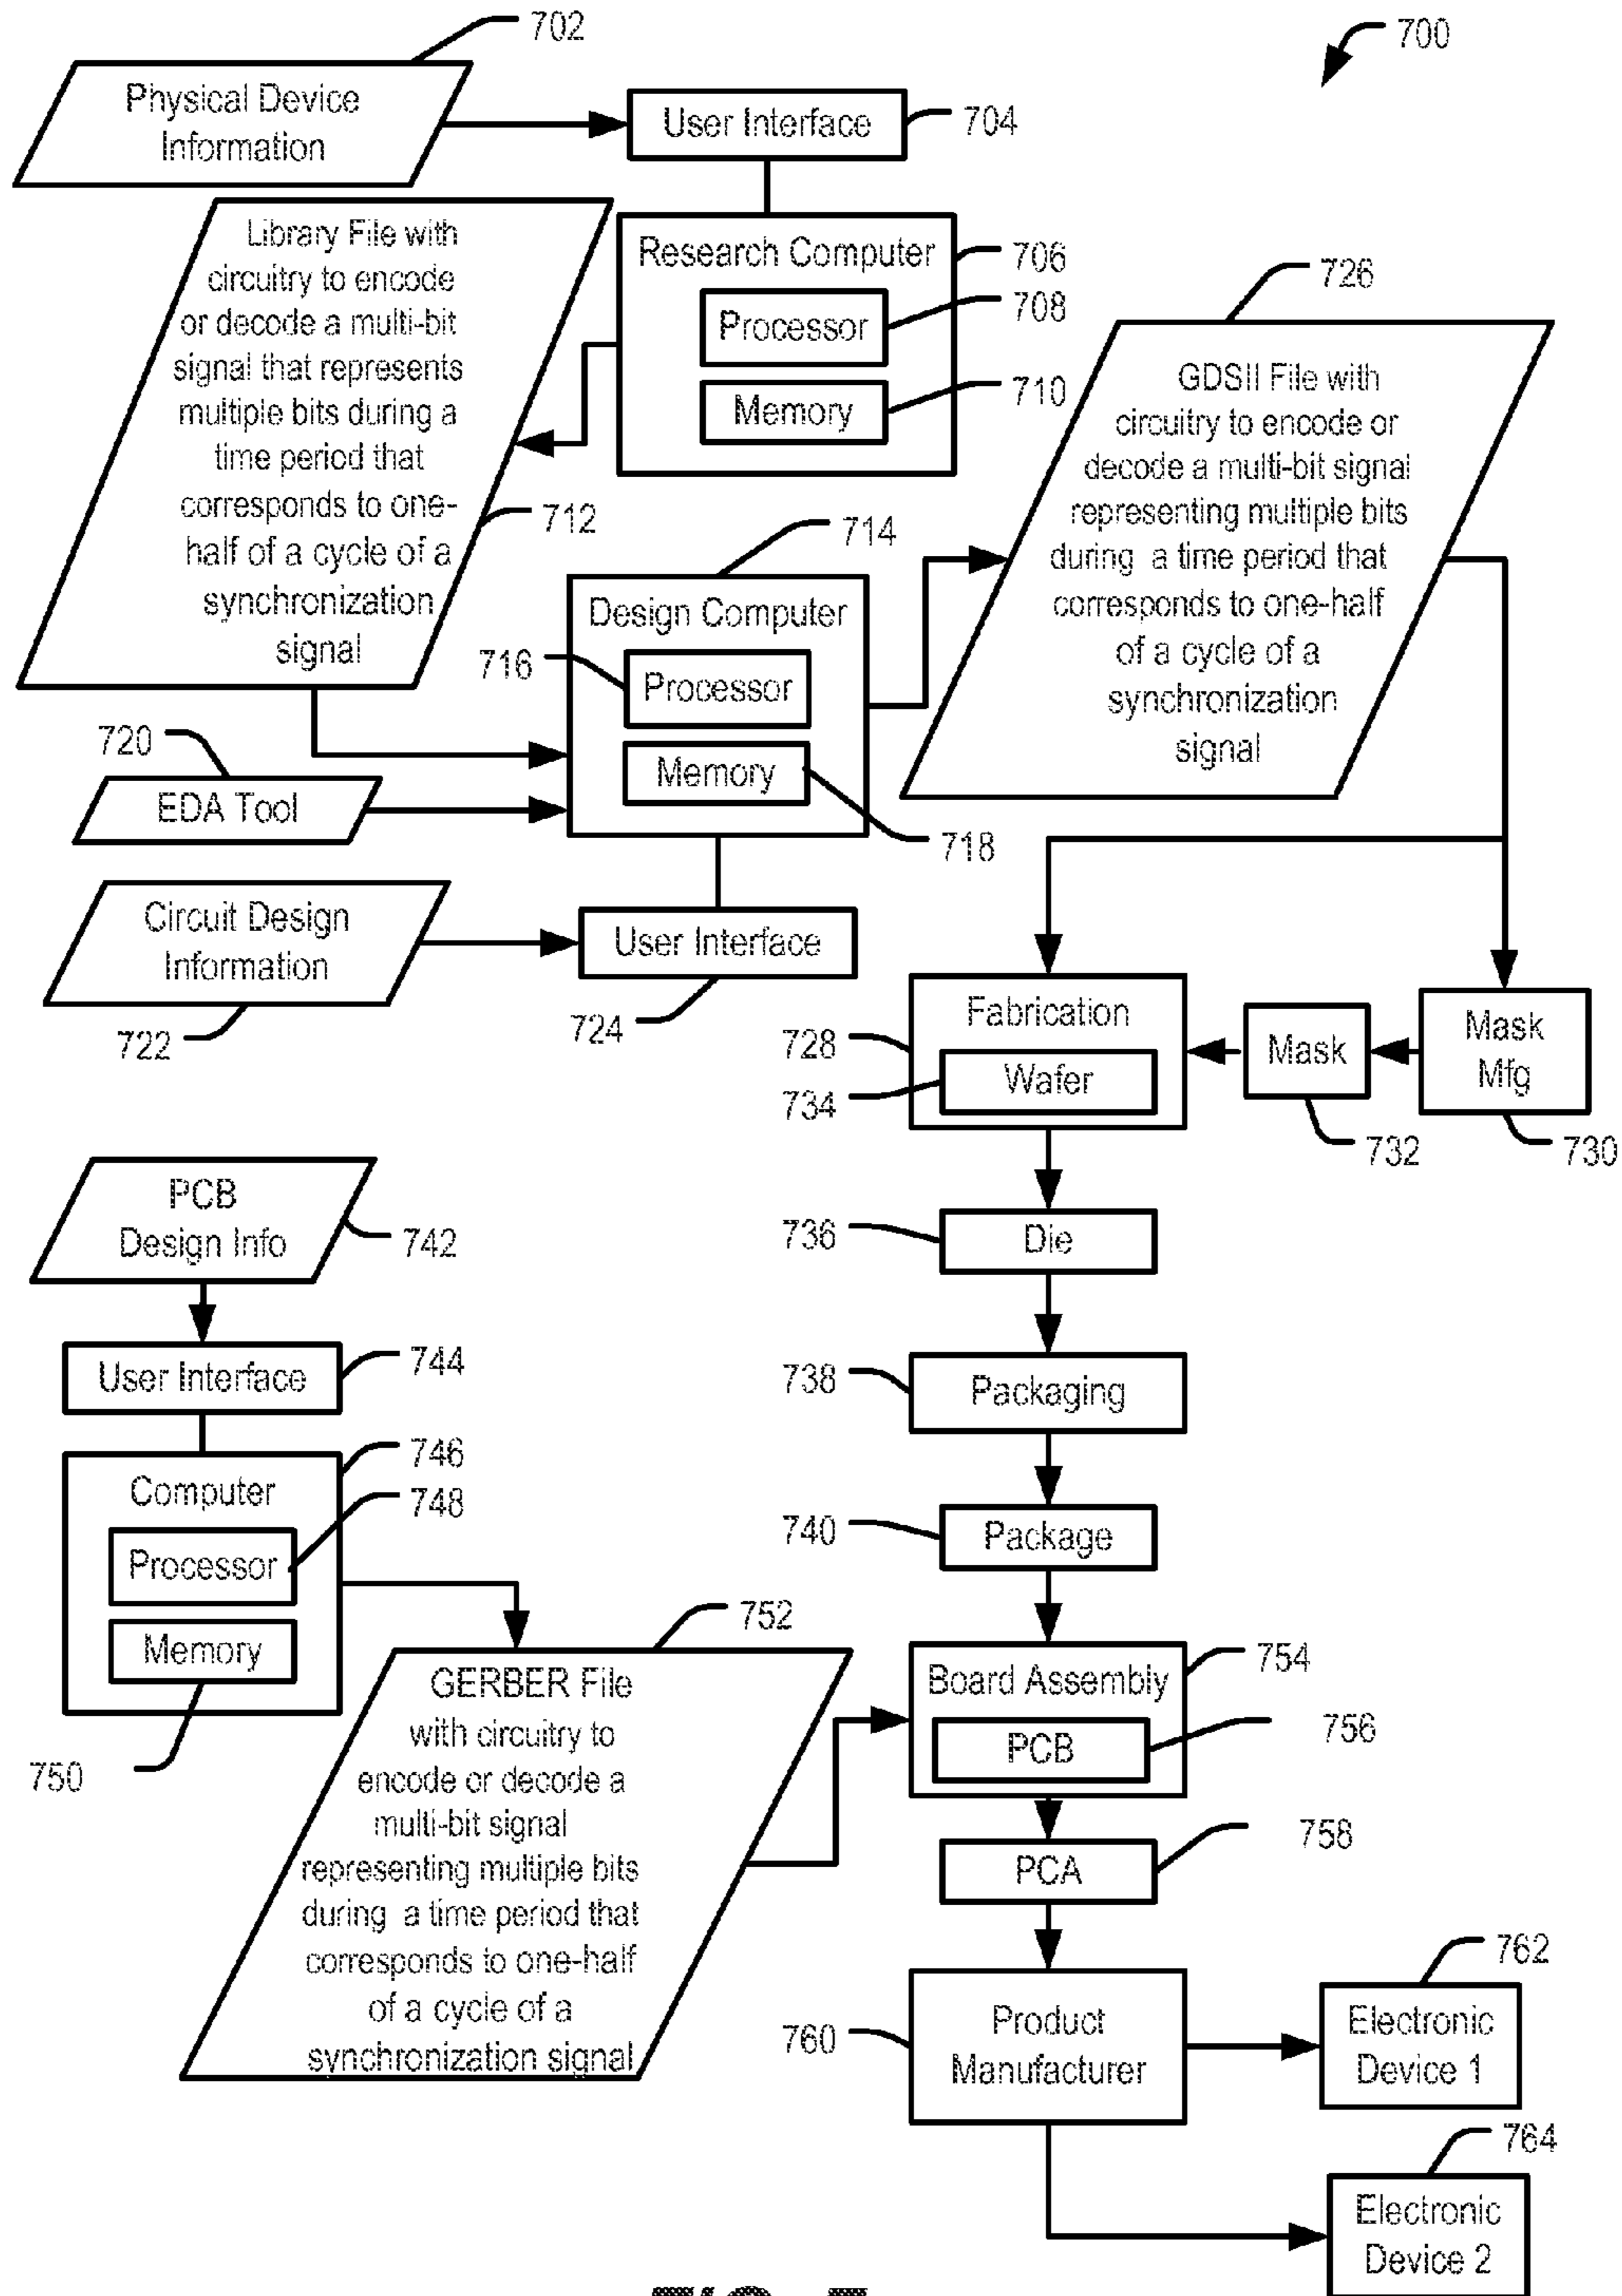 702
700
Physical Device
Information
User Interface
704
Library File with
circuitry to encode
or decode a multi-bit
signal that represents
multiple bits during a
time period that
corresponds to one-
half of a cycle of a
synchronization
signal
712
Research Computer
706
Processor
708
Memory
710
726
GDSII File with
circuitry to encode or
decode a multi-bit signal
representing multiple bits
during a time period that
corresponds to one-half
of a cycle of a
synchronization
signal
714
Design Computer
716
Processor
Memory
718
720
EDA Tool
Circuit Design
Information
722
User Interface
724
Fabrication
728
Wafer
734
Mask
732
Mask
Mfg
730
PCB
Design Info
742
736
Die
User Interface
744
738
Packaging
746
Computer
748
Processor
Memory
750
740
Package
752
GERBER File
with circuitry to
encode or decode a
multi-bit signal
representing multiple bits
during a time period that
corresponds to one-half
of a cycle of a
synchronization signal
Board Assembly
754
PCB
756
PCA
758
760
Product
Manufacturer
762
Electronic
Device 1
764
Electronic
Device 2